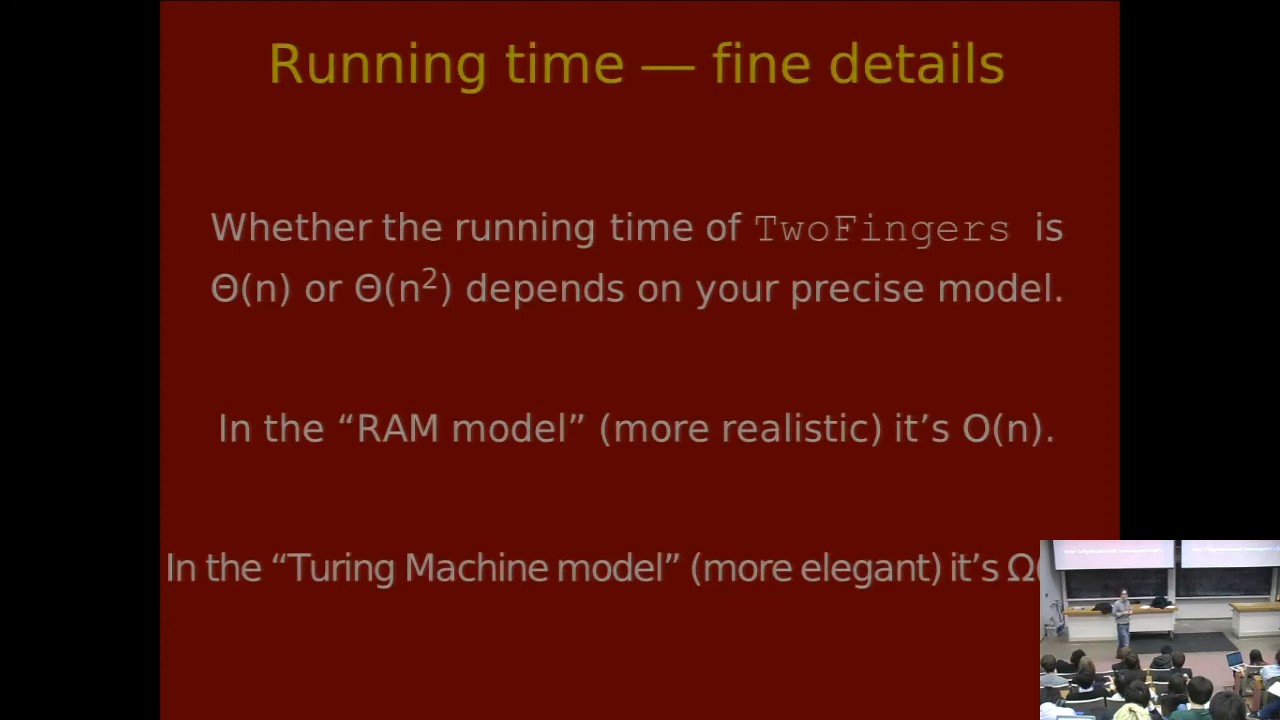 Running time — fine details
Whether the running time of TwoFingers is
Θ(n) or Θ(n²) depends on your precise model.
In the “RAM model” (more realistic) it’s O(n).
In the “Turing Machine model” (more elegant) it’s Ω(